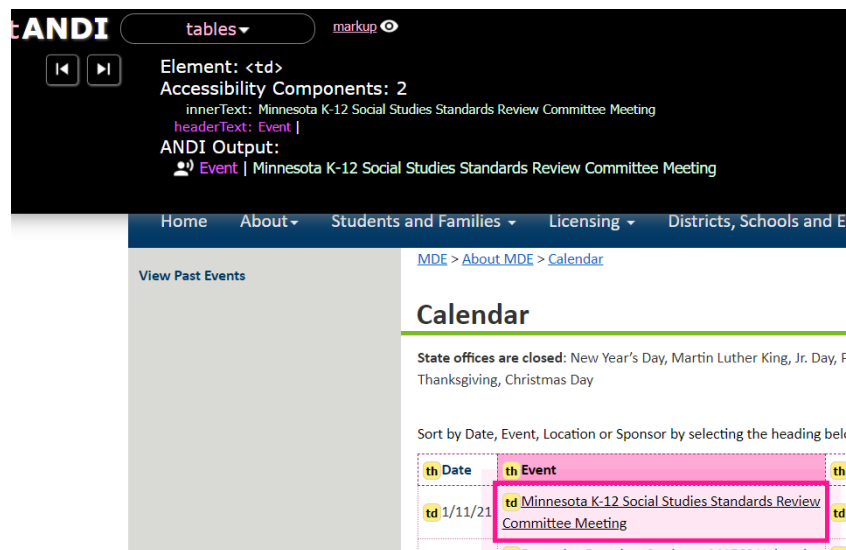 tANDI tables markup
Element: <td>
Accessibility Components: 2
innerText: Minnesota K-12 Social Studies Standards Review Committee Meeting
headerText: Event |
ANDI Output:
Event | Minnesota K-12 Social Studies Standards Review Committee Meeting
Home About Students and Families Licensing Districts, Schools and E
MDE > About MDE > Calendar
View Past Events
Calendar
State offices are closed: New Year's Day, Martin Luther King, Jr. Day, P
Thanksgiving, Christmas Day
Sort by Date, Event, Location or Sponsor by selecting the heading bel
th Date th Event th
td 1/11/21 td Minnesota K-12 Social Studies Standards Review td
Committee Meeting